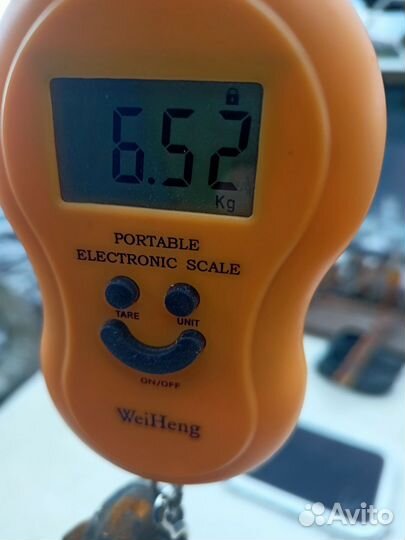 6.52
Kg
PORTABLE
ELECTRONIC SCALE
TARE
UNIT
ON/OFF
WeiHeng
Avito